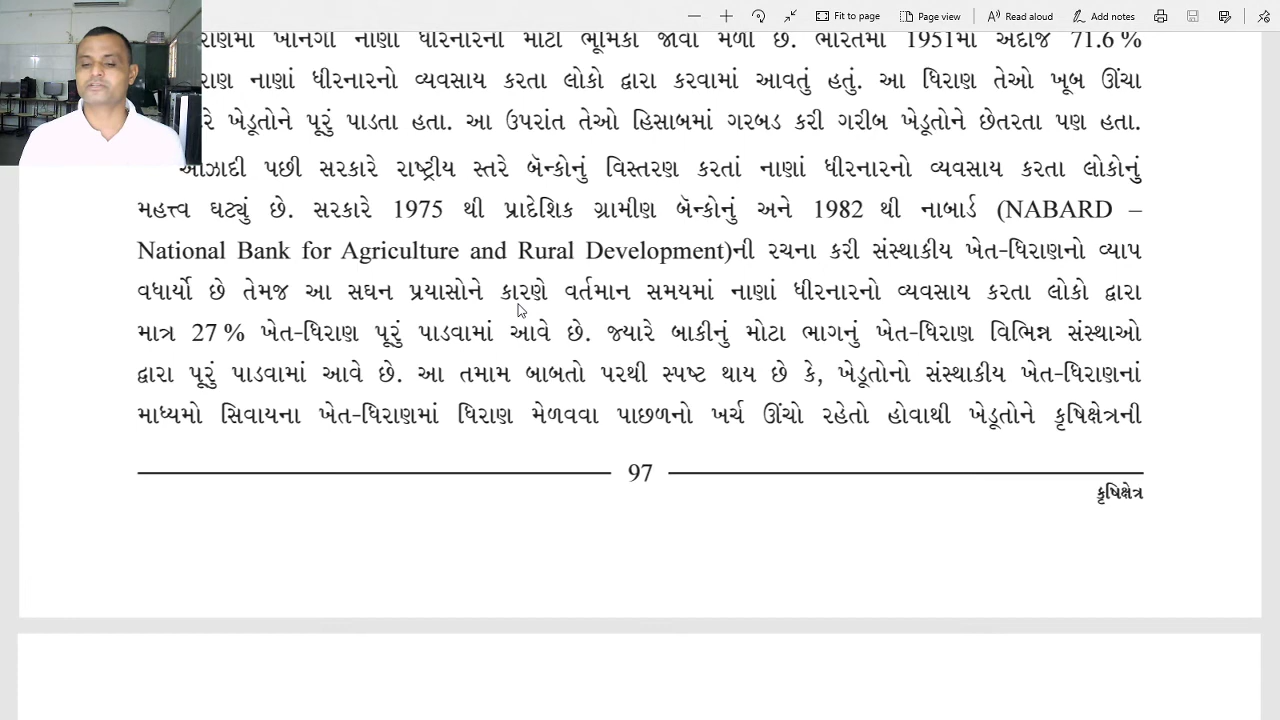 Fit to page Page view Read aloud Add notes
ખાનગી નાણાં ધીરનારની મોટી ભૂમિકા જોવા મળી છે. ભારતમાં 1951માં અંદાજે 71.6 %
નાણાં ધીરનારનો વ્યવસાય કરતા લોકો દ્વારા કરવામાં આવતું હતું. આ ધિરાણ તેઓ ખૂબ ઊંચા
ખેડૂતોને પૂરું પાડતા હતા. આ ઉપરાંત તેઓ હિસાબમાં ગરબડ કરી ગરીબ ખેડૂતોને છેતરતા પણ હતા.
આઝાદી પછી સરકારે રાષ્ટ્રીય સ્તરે બૅન્કોનું વિસ્તરણ કરતાં નાણાં ધીરનારનો વ્યવસાય કરતા લોકોનું
મહત્ત્વ ઘટ્યું છે. સરકારે 1975 થી પ્રાદેશિક ગ્રામીણ બૅન્કોનું અને 1982 થી નાબાર્ડ (NABARD –
National Bank for Agriculture and Rural Development)ની રચના કરી સંસ્થાકીય ખેત-ધિરાણનો વ્યાપ
વધાર્યો છે તેમજ આ સઘન પ્રયાસોને કારણે વર્તમાન સમયમાં નાણાં ધીરનારનો વ્યવસાય કરતા લોકો દ્વારા
માત્ર 27 % ખેત-ધિરાણ પૂરું પાડવામાં આવે છે. જ્યારે બાકીનું મોટા ભાગનું ખેત-ધિરાણ વિભિન્ન સંસ્થાઓ
દ્વારા પૂરું પાડવામાં આવે છે. આ તમામ બાબતો પરથી સ્પષ્ટ થાય છે કે, ખેડૂતોનો સંસ્થાકીય ખેત-ધિરાણનાં
માધ્યમો સિવાયના ખેત-ધિરાણમાં ધિરાણ મેળવવા પાછળનો ખર્ચ ઊંચો રહેતો હોવાથી ખેડૂતોને કૃષિક્ષેત્રની
97
કૃષિક્ષેત્ર